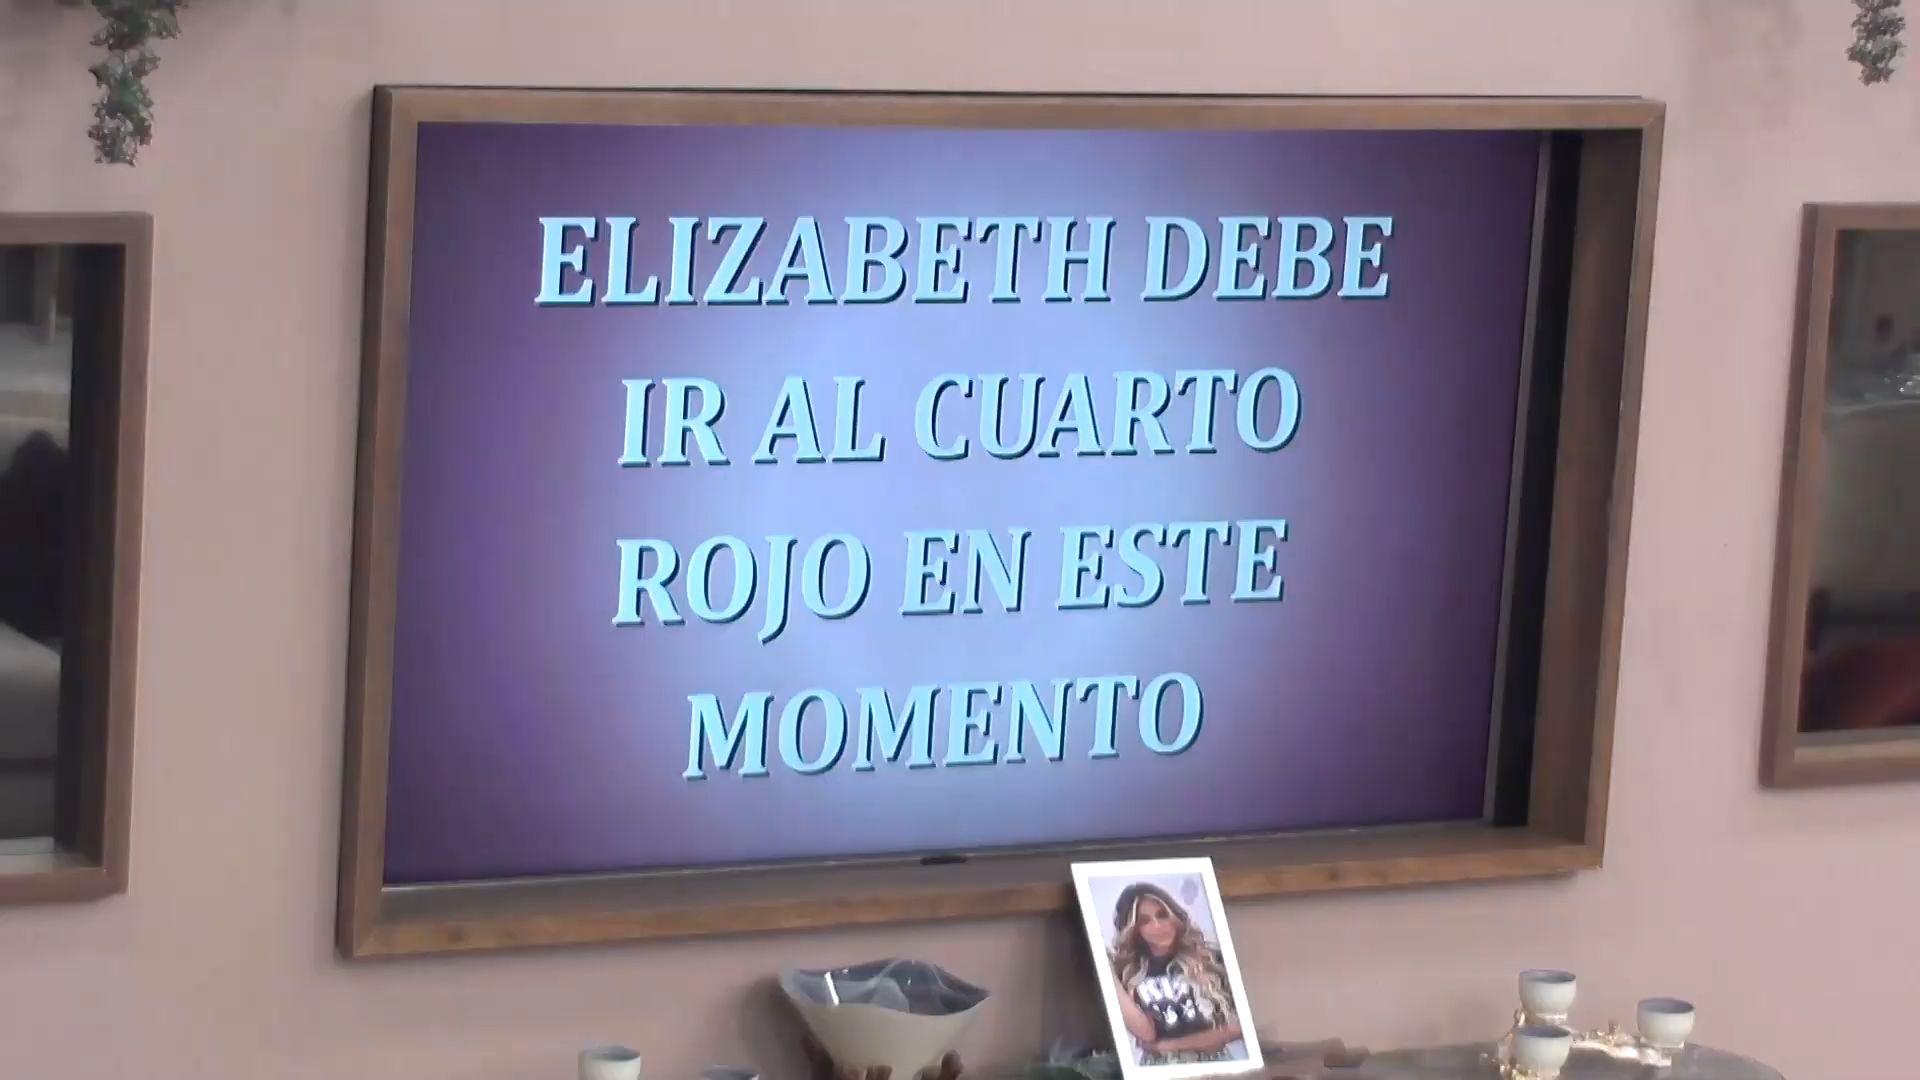 ELIZABETH DEBE
IR AL CUARTO
ROJO EN ESTE
MOMENTO